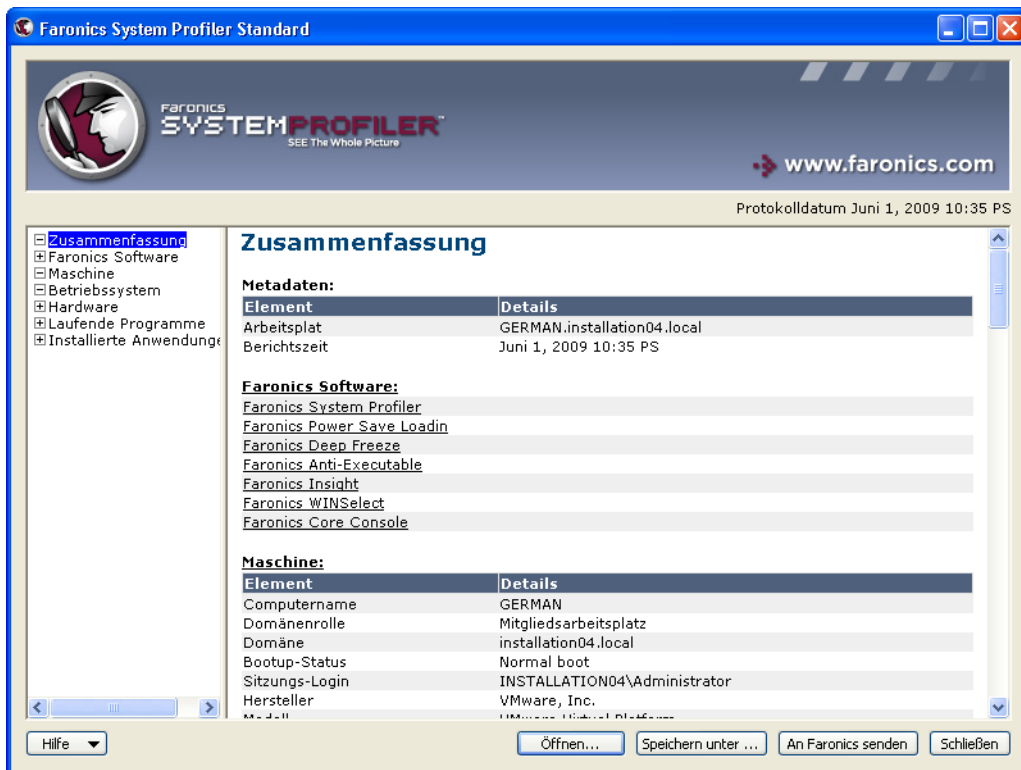 Faronics System Profiler Standard
Faronics
SYSTEMPROFILER™
SEE The Whole Picture
www.faronics.com
Protokolldatum Juni 1, 2009 10:35 PS
Zusammenfassung
Faronics Software
Maschine
Betriebssystem
Hardware
Laufende Programme
Installierte Anwendunge
Zusammenfassung
Metadaten:
Element Details
Arbeitsplat GERMAN.installation04.local
Berichtszeit Juni 1, 2009 10:35 PS
Faronics Software:
Faronics System Profiler
Faronics Power Save Loadin
Faronics Deep Freeze
Faronics Anti-Executable
Faronics Insight
Faronics WINSelect
Faronics Core Console
Maschine:
Element Details
Computername GERMAN
Domänenrolle Mitgliedsarbeitsplatz
Domäne installation04.local
Bootup-Status Normal boot
Sitzungs-Login INSTALLATION04\Administrator
Hersteller VMware, Inc.
Modell VMware Virtual Platform
Hilfe Öffnen... Speichern unter ... An Faronics senden Schließen